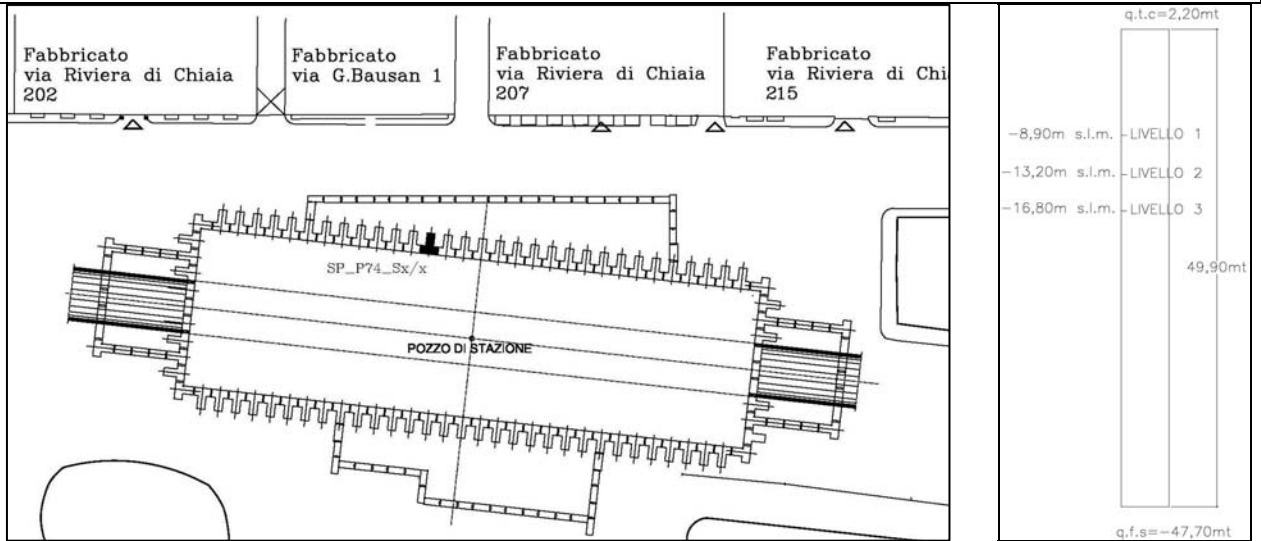 Fabbricato
via Riviera di Chiaia
202
Fabbricato
via G.Bausan 1
Fabbricato
via Riviera di Chiaia
207
Fabbricato
via Riviera di Chi
215
SP_P74_Sx/x
POZZO DI STAZIONE
q.t.c=2,20mt
-8,90m s.l.m. LIVELLO 1
-13,20m s.l.m. LIVELLO 2
-16,80m s.l.m. LIVELLO 3
49,90mt
q.f.s=-47,70mt